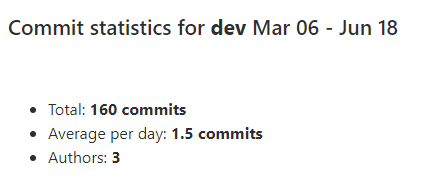 Commit statistics for dev Mar 06 - Jun 18
• Total: 160 commits
• Average per day: 1.5 commits
• Authors: 3